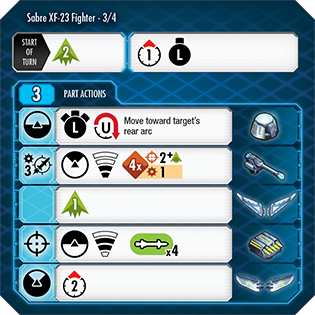 Sabre XF-23 Fighter - 3/4
START OF TURN
2
1
L
3 PART ACTIONS
L U Move toward target's
rear arc
3 4x 2+
1
1
x4
2